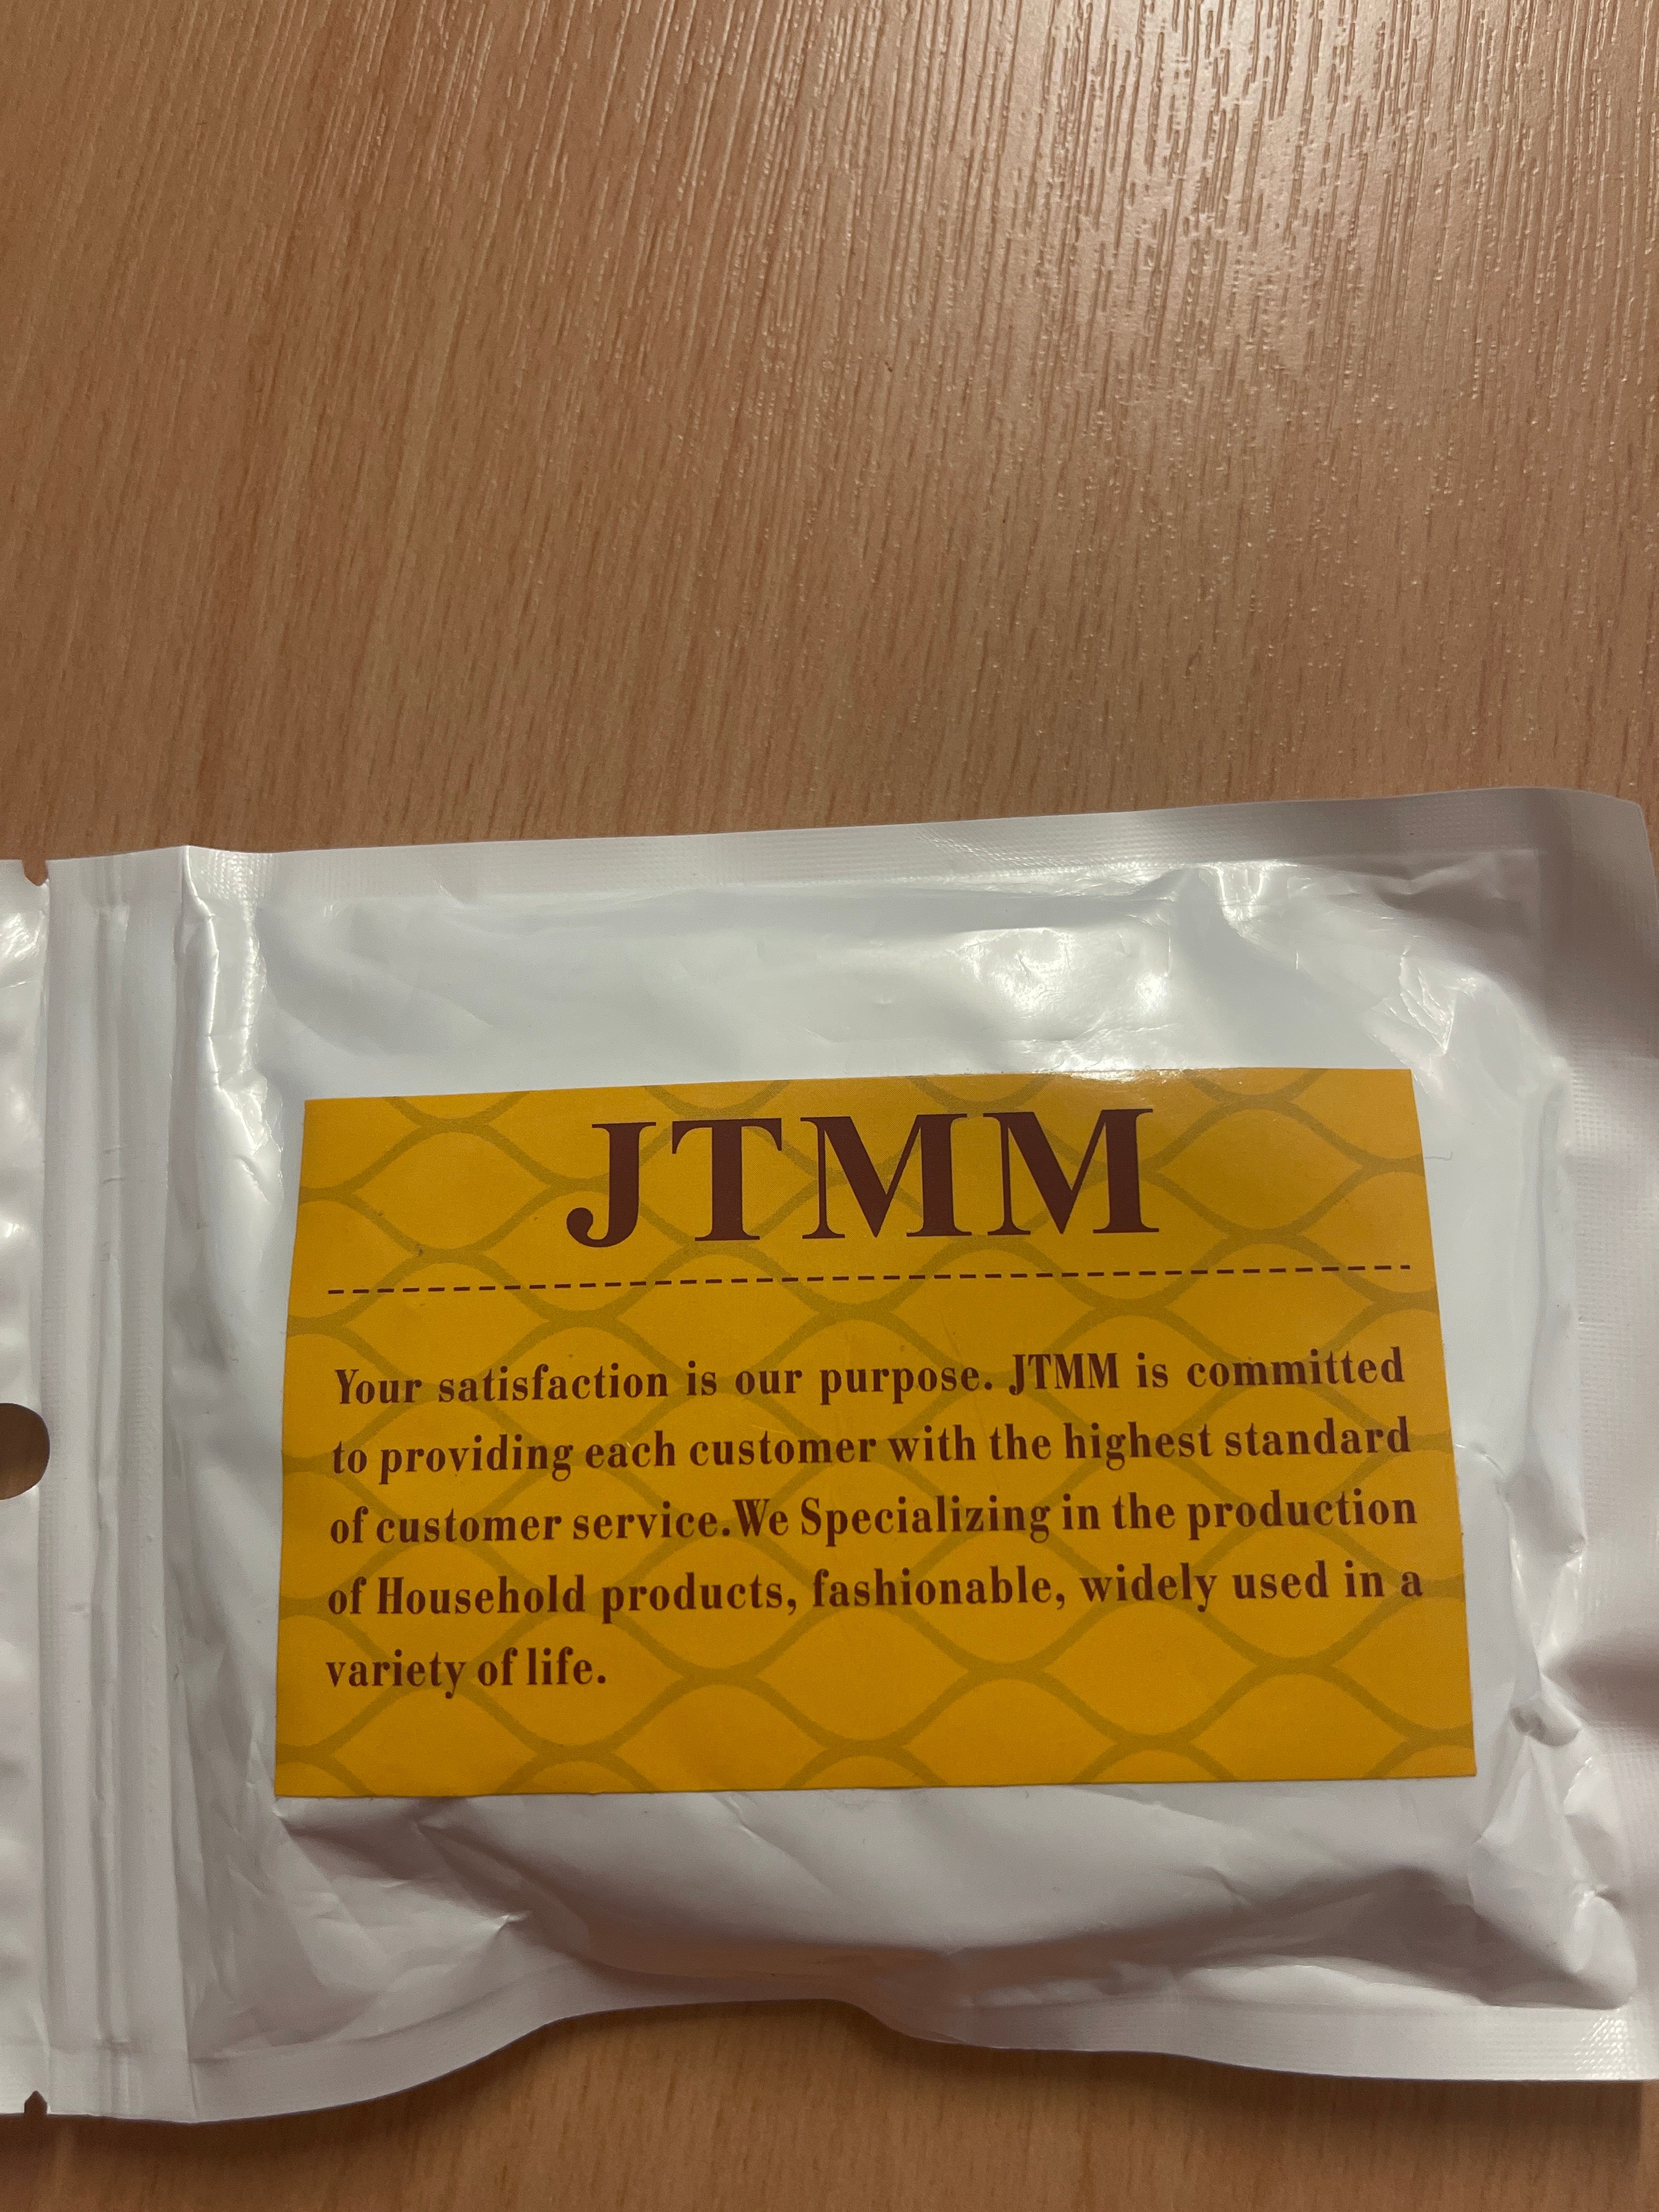 JTMM
Your satisfaction is our purpose. JTMM is committed
to providing each customer with the highest standard
of customer service.We Specializing in the production
of Household products, fashionable, widely used in a
variety of life.